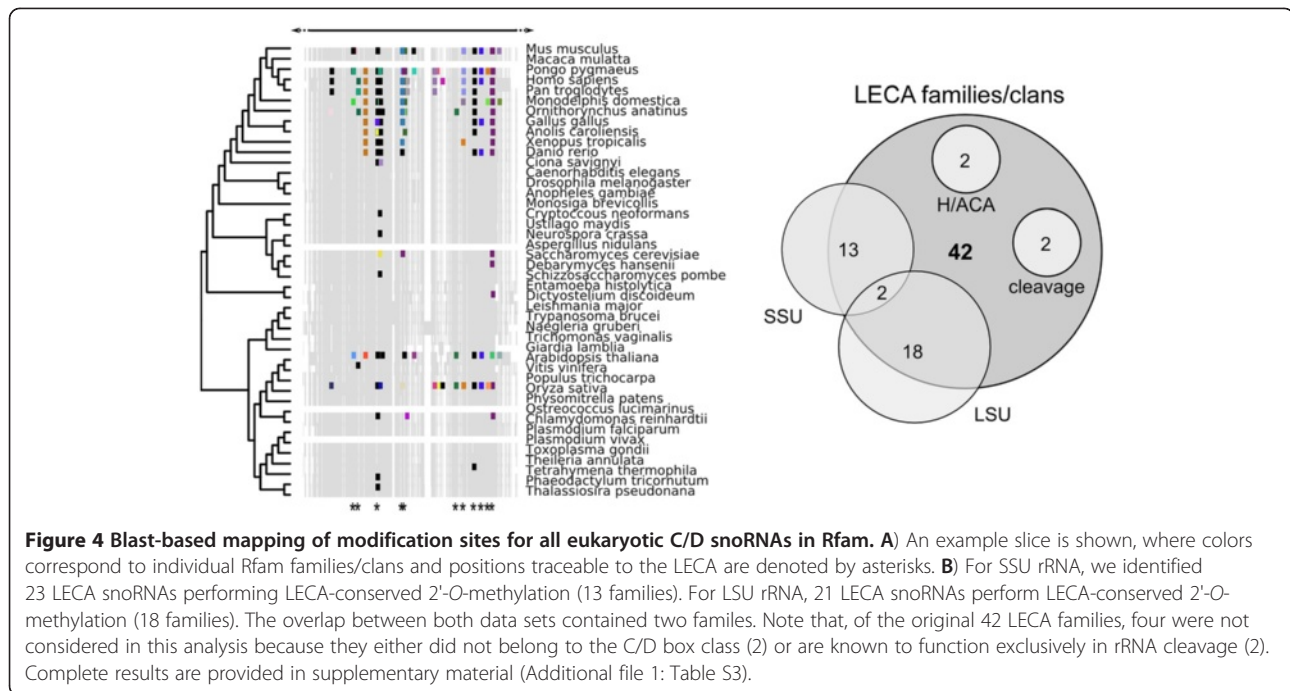 Mus musculus
Macaca mulatta
Pongo pygmaeus
Homo sapiens
Pan troglodytes
Monodelphis domestica
Ornithorynchus anatinus
Gallus gallus
Anolis caroliensis
Xenopus tropicalis
Danio rerio
Ciona savignyi
Caenorhabditis elegans
Drosophila melanogaster
Anopheles gambiae
Monosiga brevicollis
Cryptoccous neoformans
Ustilago maydis
Neurospora crassa
Aspergillus nidulans
Saccharomyces cerevisiae
Debarymces hansenii
Schizzosaccharomyces pombe
Entamoeba histolytica
Dictyostelium discoideum
Leishmania major
Trypanosoma brucei
Naegleria gruberi
Trichomonas vaginalis
Giardia lamblia
Arabidopsis thaliana
Vitis vinifera
Populus trichocarpa
Oryza sativa
Physomitrella patens
Ostreococcus lucimarinus
Chlamydomonas reinhardtii
Plasmodium falciparum
Plasmodium vivax
Toxoplasma gondii
Theileria annulata
Tetrahymena thermophila
Phaeodactylum tricornutum
Thalassiosira pseudonana
** * ** ** *****
LECA families/clans
2
H/ACA
13
42
2
cleavage
2
SSU
18
LSU
Figure 4 Blast-based mapping of modification sites for all eukaryotic C/D snoRNAs in Rfam. A) An example slice is shown, where colors
correspond to individual Rfam families/clans and positions traceable to the LECA are denoted by asterisks. B) For SSU rRNA, we identified
23 LECA snoRNAs performing LECA-conserved 2'-O-methylation (13 families). For LSU rRNA, 21 LECA snoRNAs perform LECA-conserved 2'-O-
methylation (18 families). The overlap between both data sets contained two familes. Note that, of the original 42 LECA families, four were not
considered in this analysis because they either did not belong to the C/D box class (2) or are known to function exclusively in rRNA cleavage (2).
Complete results are provided in supplementary material (Additional file 1: Table S3).